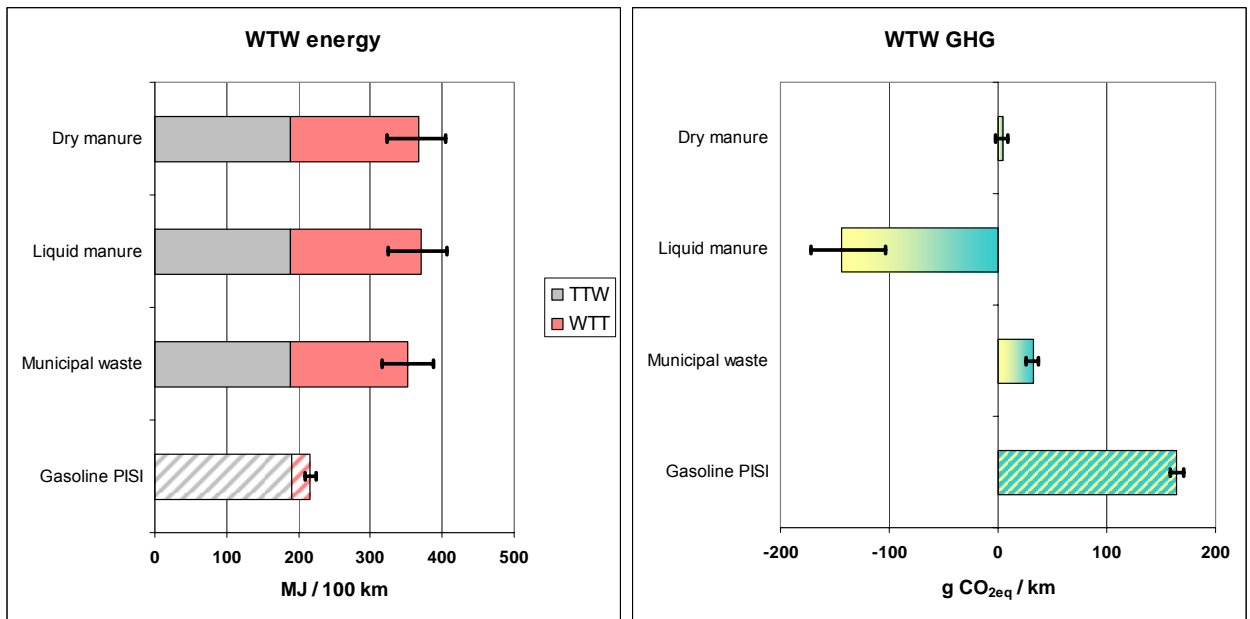 WTW energy
Dry manure
Liquid manure
Municipal waste
Gasoline PISI
0 100 200 300 400 500
MJ / 100 km
TTW
WTT
WTW GHG
Dry manure
Liquid manure
Municipal waste
Gasoline PISI
-200 -100 0 100 200
g CO2eq / km